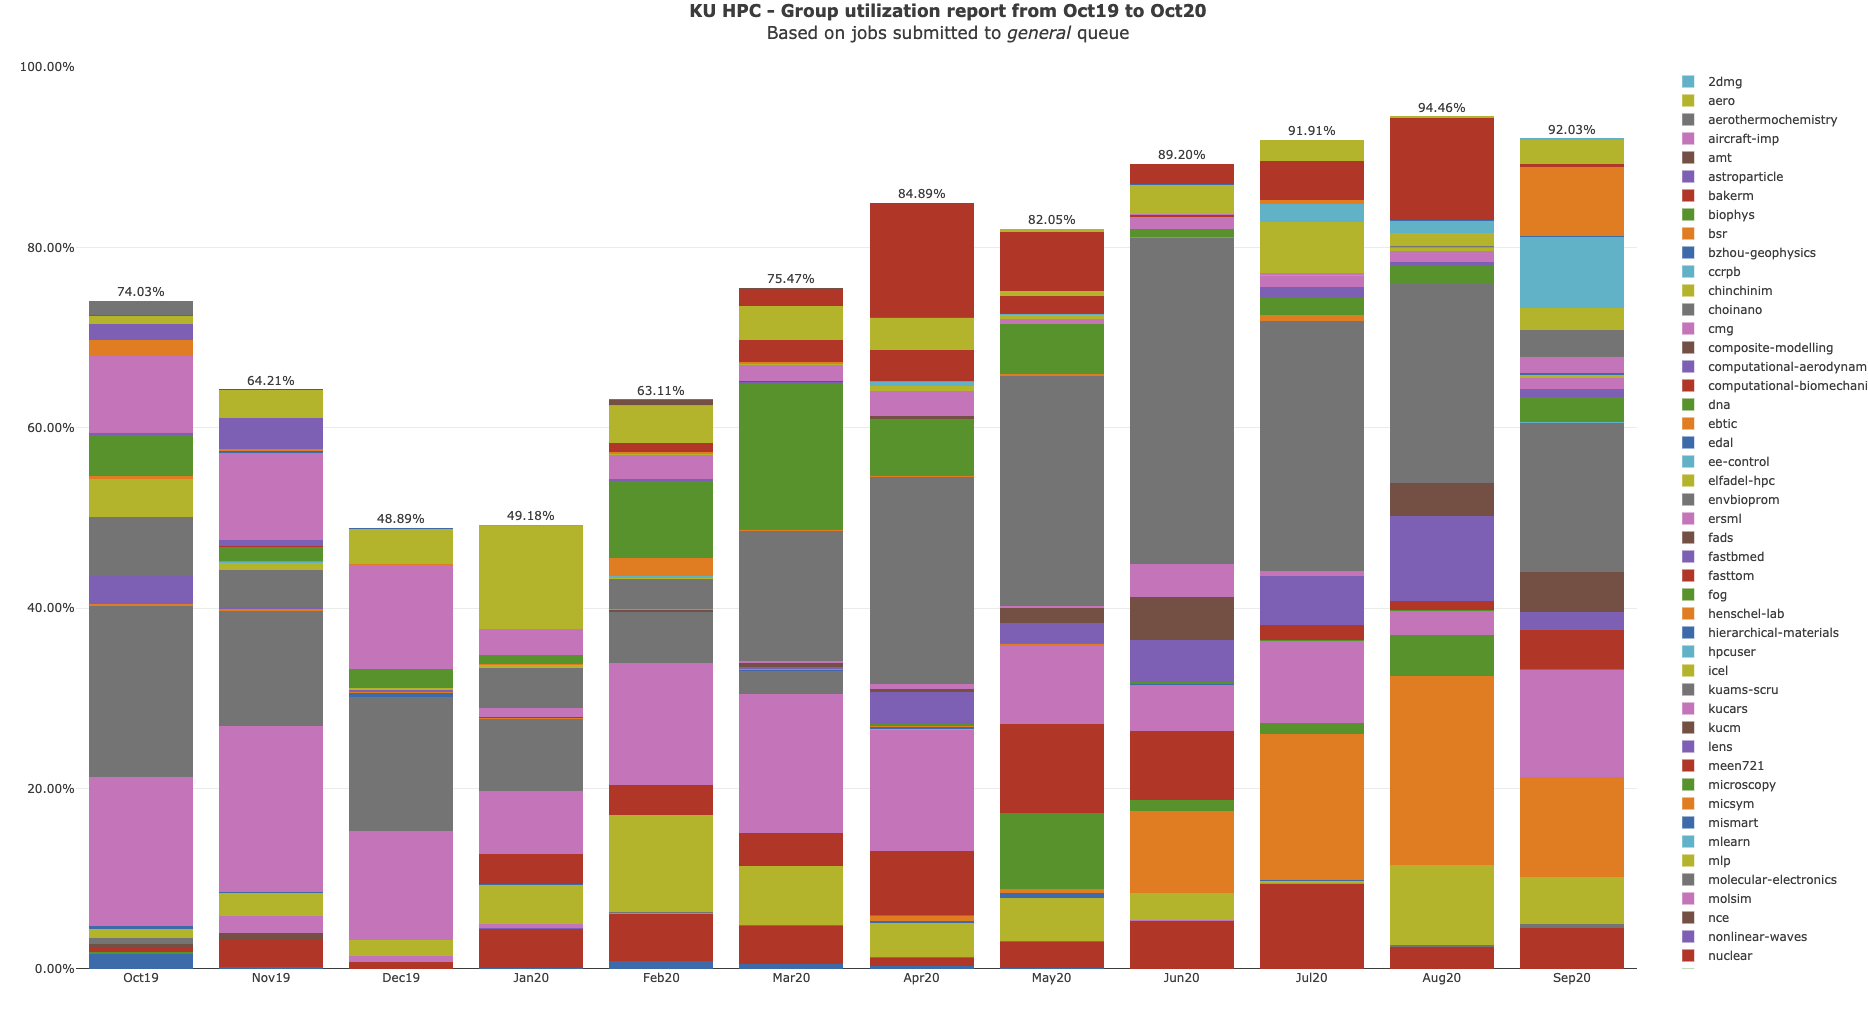 KU HPC - Group utilization report from Oct19 to Oct20
Based on jobs submitted to general queue
100.00%
80.00%
60.00%
40.00%
20.00%
0.00%
74.03%
64.21%
48.89%
49.18%
63.11%
75.47%
84.89%
82.05%
89.20%
91.91%
94.46%
92.03%
Oct19
Nov19
Dec19
Jan20
Feb20
Mar20
Apr20
May20
Jun20
Jul20
Aug20
Sep20
2dmg
aero
aerothermochemistry
aircraft-imp
amt
astroparticle
bakerm
biophys
bsr
bzhou-geophysics
ccrpb
chinchinim
choinano
cmg
composite-modelling
computational-aerodynam
computational-biomechani
dna
ebtic
edal
ee-control
elfadel-hpc
envbioprom
ersml
fads
fastbmed
fasttom
fog
henschel-lab
hierarchical-materials
hpcuser
icel
kuams-scru
kucars
kucm
lens
meen721
microscopy
micsym
mismart
mlearn
mlp
molecular-electronics
molsim
nce
nonlinear-waves
nuclear